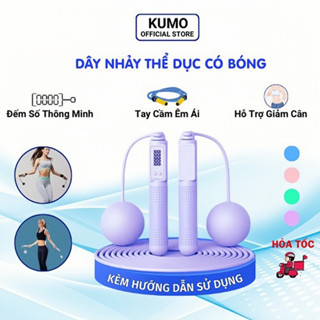 KUMO
OFFICIAL STORE
DÂY NHẢY THỂ DỤC CÓ BÓNG
Đếm Số Thông Minh
Tay Cầm Êm Ái
Hỗ Trợ Giảm Cân
HỎA TỐC
KÈM HƯỚNG DẪN SỬ DỤNG